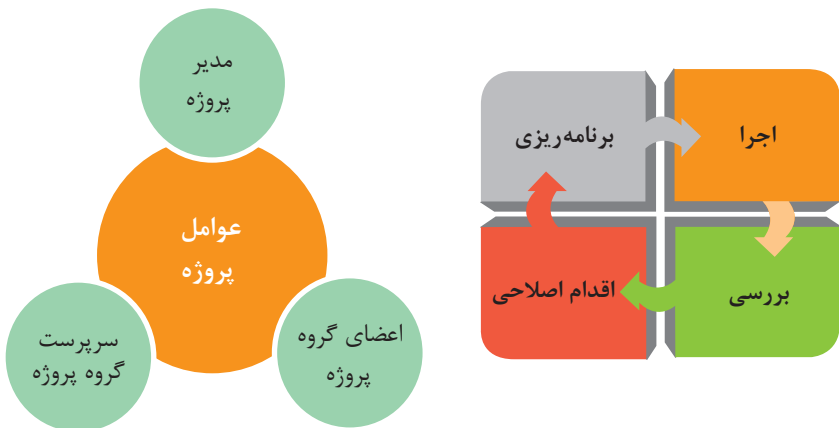 مدیر
پروژه
عوامل
پروژه
سرپرست
گروه پروژه
اعضای گروه
پروژه
برنامه‌ریزی
اجرا
بررسی
اقدام اصلاحی